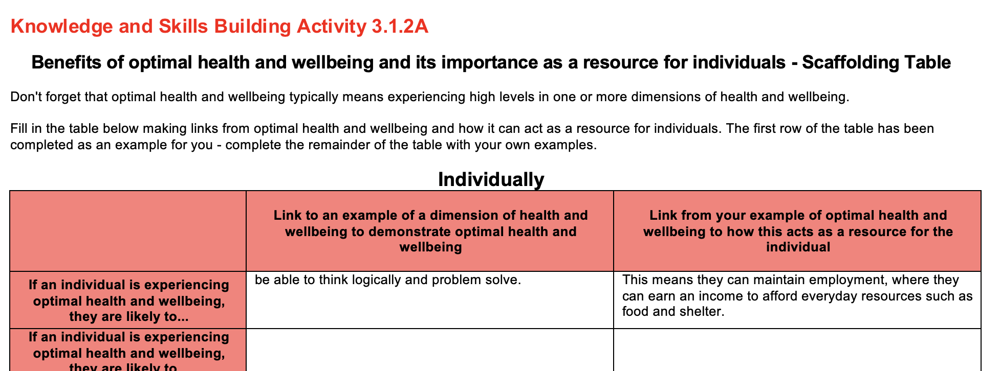 Knowledge and Skills Building Activity 3.1.2A
Benefits of optimal health and wellbeing and its importance as a resource for individuals - Scaffolding Table
Don't forget that optimal health and wellbeing typically means experiencing high levels in one or more dimensions of health and wellbeing.
Fill in the table below making links from optimal health and wellbeing and how it can act as a resource for individuals. The first row of the table has been
completed as an example for you - complete the remainder of the table with your own examples.
Individually
Link to an example of a dimension of health and
wellbeing to demonstrate optimal health and
wellbeing
Link from your example of optimal health and
wellbeing to how this acts as a resource for the
individual
If an individual is experiencing
optimal health and wellbeing,
they are likely to...
be able to think logically and problem solve.
This means they can maintain employment, where they
can earn an income to afford everyday resources such as
food and shelter.
If an individual is experiencing
optimal health and wellbeing,
they are likely to